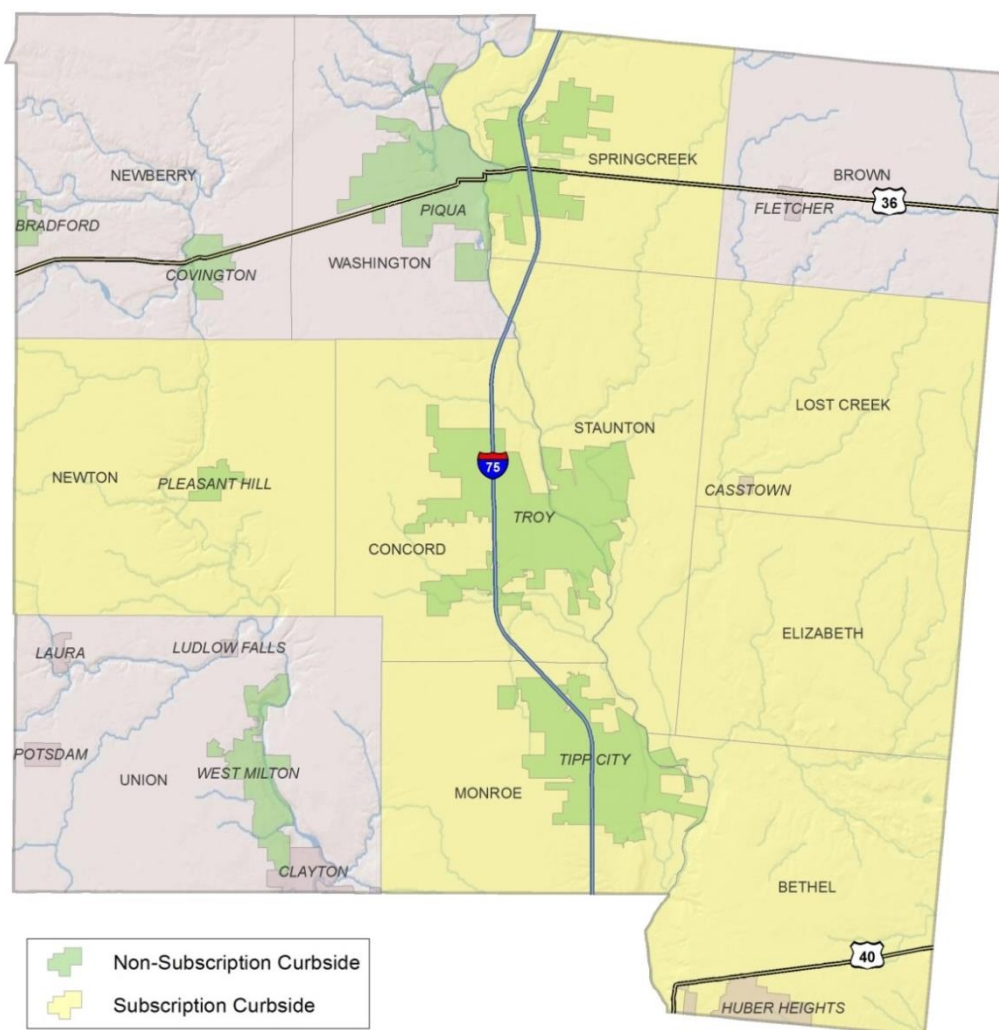 SPRINGCREEK
NEWBERRY
BROWN
36
FLETCHER
BRADFORD
PIQUA
WASHINGTON
COVINGTON
LOST CREEK
STAUNTON
75
NEWTON
PLEASANT HILL
CASSTOWN
TROY
CONCORD
ELIZABETH
LAURA
LUDLOW FALLS
POTSDAM
TIPP CITY
WEST MILTON
UNION
MONROE
CLAYTON
BETHEL
40
HUBER HEIGHTS
Non-Subscription Curbside
Subscription Curbside